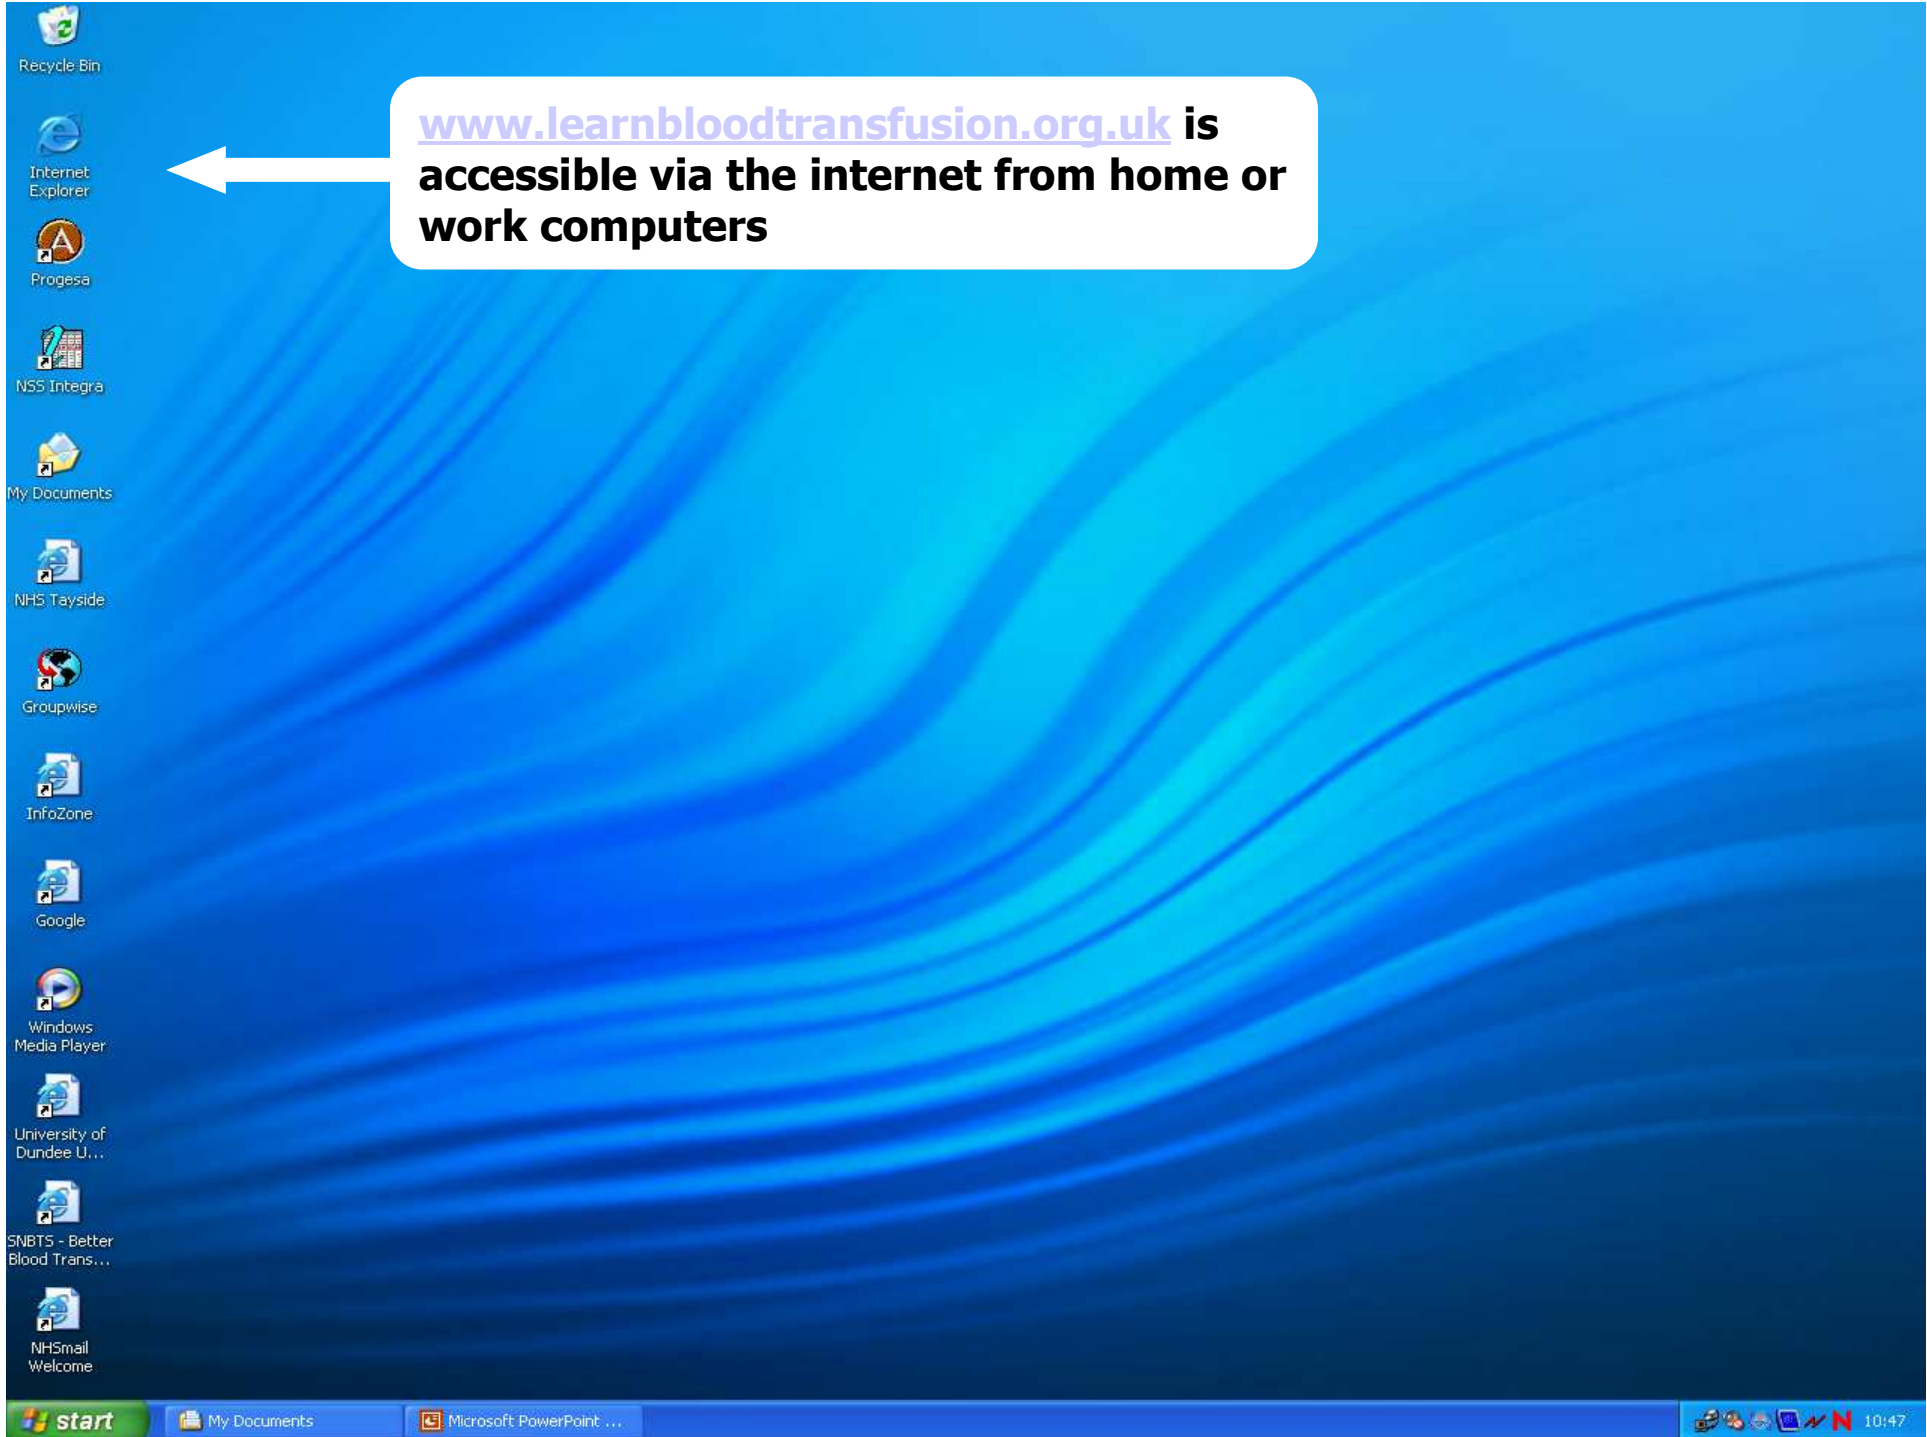 Recycle Bin
www.learnbloodtransfusion.org.uk is
accessible via the internet from home or
work computers
Internet
Explorer
Progesa
NSS Integra
My Documents
NHS Tayside
Groupwise
InfoZone
Google
Windows
Media Player
University of
Dundee U...
SNBTS - Better
Blood Trans...
NHSmail
Welcome
start
My Documents
Microsoft PowerPoint ...
N
10:47